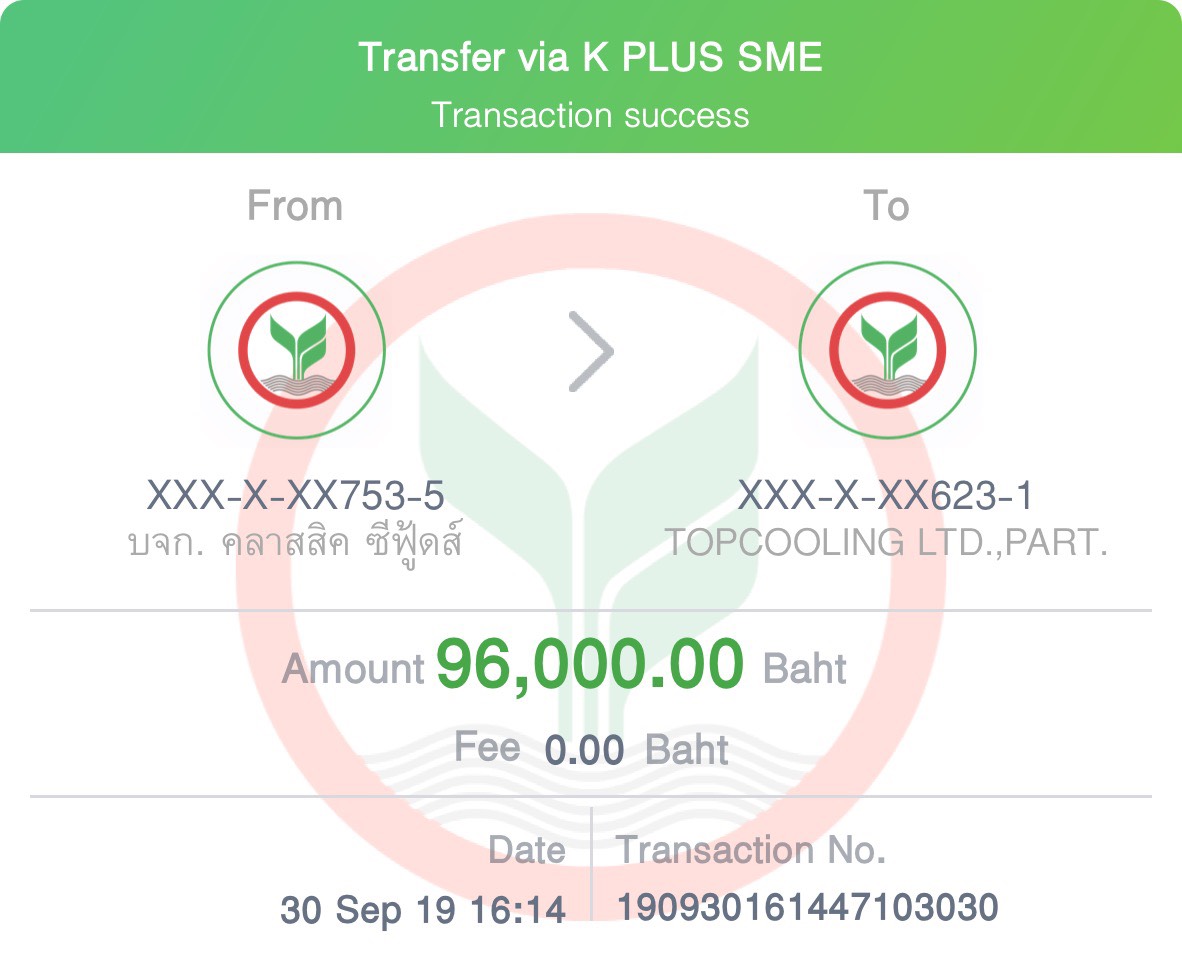 Transfer via K PLUS SME
Transaction success
From
To
XXX-X-XX753-5
บจก. คลาสสิค ซีฟู้ดส์
XXX-X-XX623-1
TOPCOOLING LTD.,PART.
Amount 96,000.00 Baht
Fee 0.00 Baht
Date
30 Sep 19 16:14
Transaction No.
190930161447103030